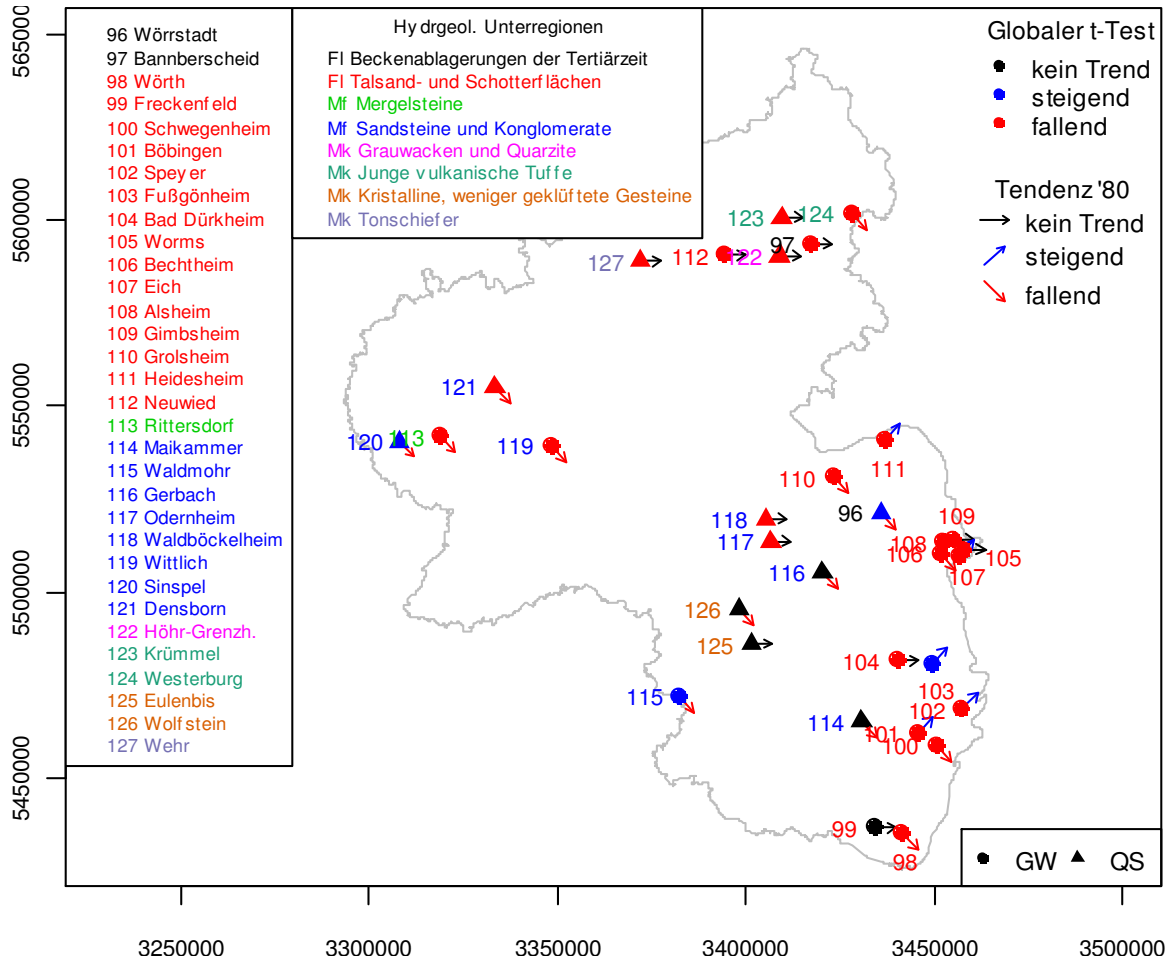 96 Wörrstadt
97 Bannberscheid
98 Wörth
99 Freckenfeld
100 Schwegenheim
101 Böbingen
102 Speyer
103 Fußgönheim
104 Bad Dürkheim
105 Worms
106 Bechtheim
107 Eich
108 Alsheim
109 Gimbsheim
110 Grolsheim
111 Heidesheim
112 Neuwied
113 Rittersdorf
114 Maikammer
115 Waldmohr
116 Gerbach
117 Odernheim
118 Waldböckelheim
119 Wittlich
120 Sinspel
121 Densborn
122 Höhr-Grenzh.
123 Krümmel
124 Westerburg
125 Eulenbis
126 Wolfstein
127 Wehr
Hydrgeol. Unterregionen
Fl Beckenablagerungen der Tertiärzeit
Fl Talsand- und Schotterflächen
Mf Mergelsteine
Mf Sandsteine und Konglomerate
Mk Grauwacken und Quarzite
Mk Junge vulkanische Tuffe
Mk Kristalline, weniger geklüftete Gesteine
Mk Tonschiefer
Globaler t-Test
kein Trend
steigend
fallend
Tendenz '80
kein Trend
steigend
fallend
123
124
97
127
112
122
121
120
113
119
111
110
96
118
117
109
108
106
105
107
116
126
125
104
115
103
102
114
101
100
99
98
GW
QS
5650000
5600000
5550000
5500000
5450000
3250000
3300000
3350000
3400000
3450000
3500000